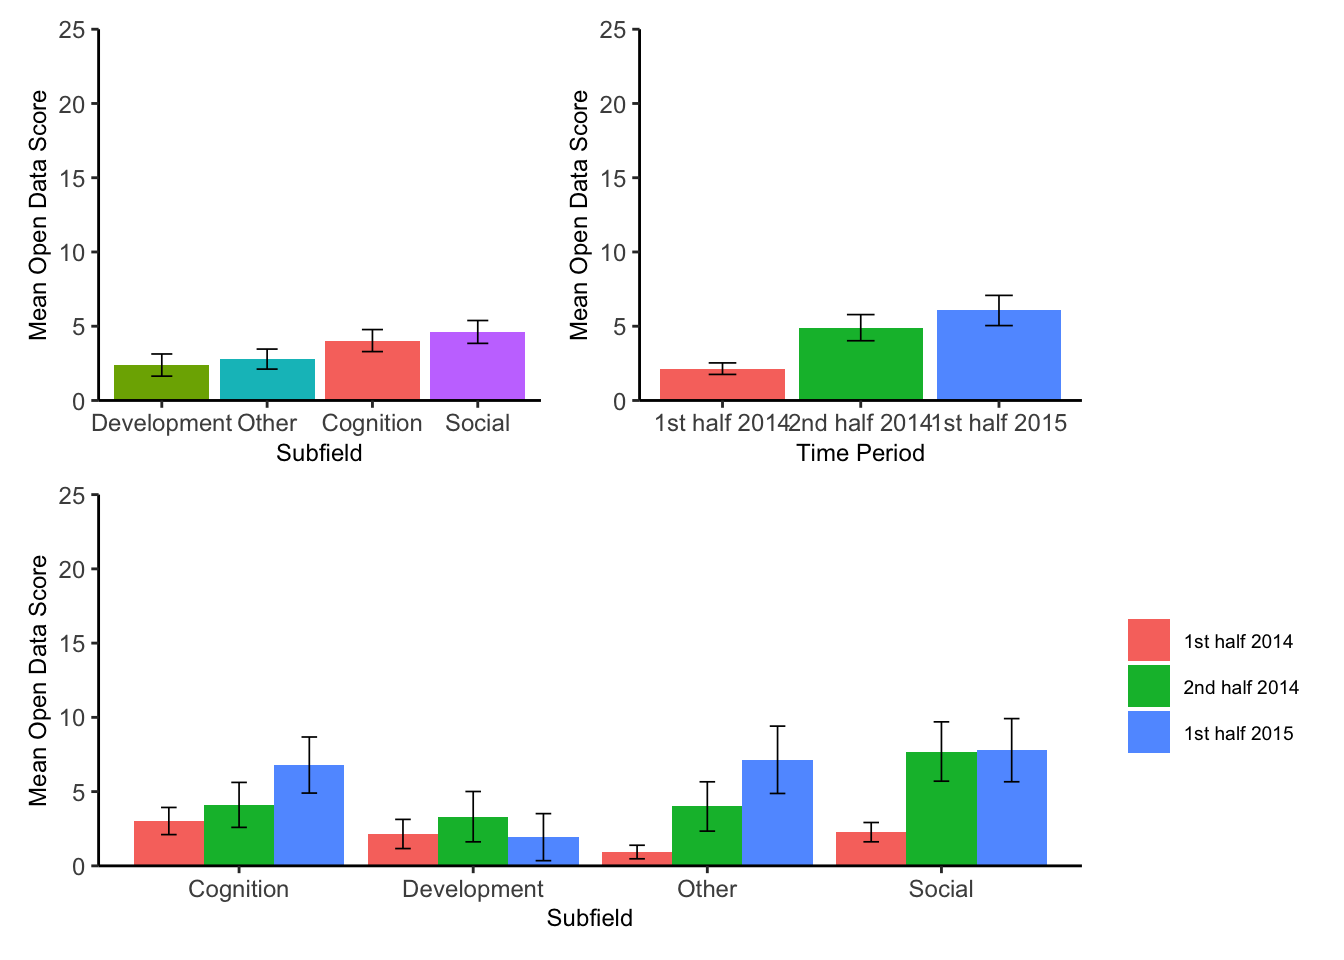 Mean Open Data Score
25
20
15
10
5
0
Development Other Cognition Social
Subfield
Mean Open Data Score
25
20
15
10
5
0
1st half 2014 2nd half 2014 1st half 2015
Time Period
Mean Open Data Score
25
20
15
10
5
0
Cognition Development Other Social
Subfield
1st half 2014
2nd half 2014
1st half 2015